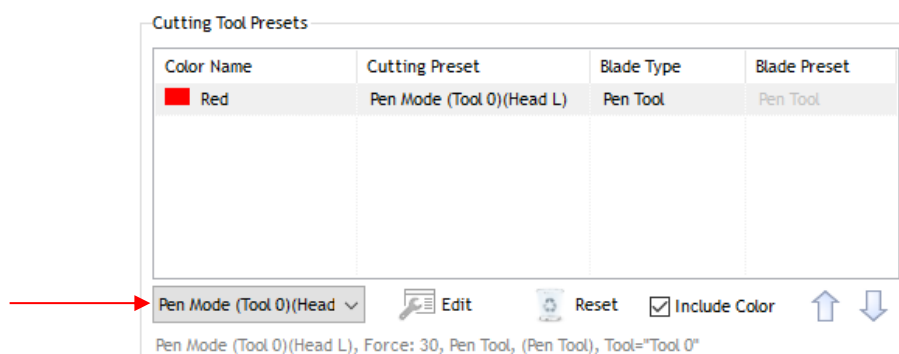 Cutting Tool Presets
Color Name Cutting Preset Blade Type Blade Preset
Red Pen Mode (Tool 0)(Head L) Pen Tool Pen Tool
Pen Mode (Tool 0)(Head Edit Reset Include Color
Pen Mode (Tool 0)(Head L), Force: 30, Pen Tool, (Pen Tool), Tool="Tool 0"